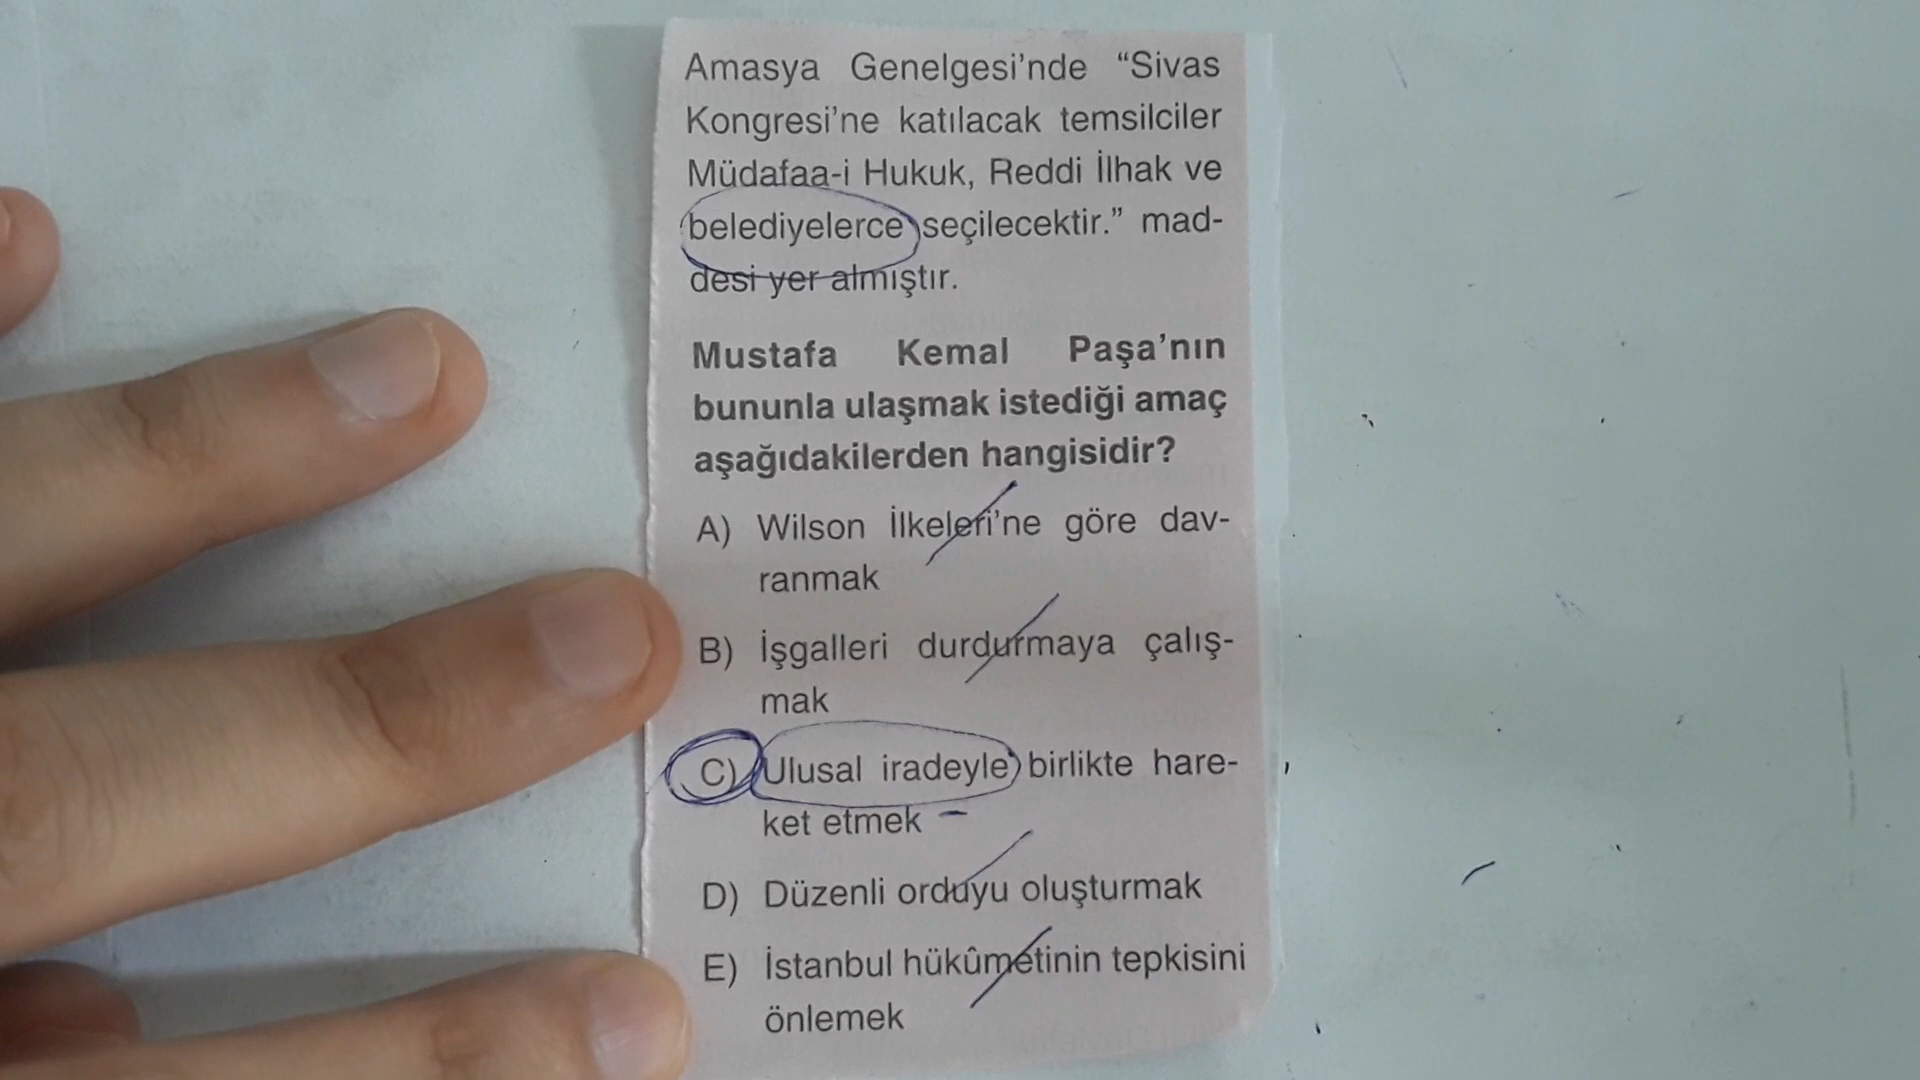 Amasya Genelgesi’nde “Sivas
Kongresi’ne katılacak temsilciler
Müdafaa-i Hukuk, Reddi İlhak ve
belediyelerce seçilecektir.” mad-
desi yer almıştır.
Mustafa Kemal Paşa’nın
bununla ulaşmak istediği amaç
aşağıdakilerden hangisidir?
A) Wilson İlkeleri’ne göre dav-
ranmak
B) İşgalleri durdurmaya çalış-
mak
C) Ulusal iradeyle birlikte hare-
ket etmek
D) Düzenli orduyu oluşturmak
E) İstanbul hükûmetinin tepkisini
önlemek